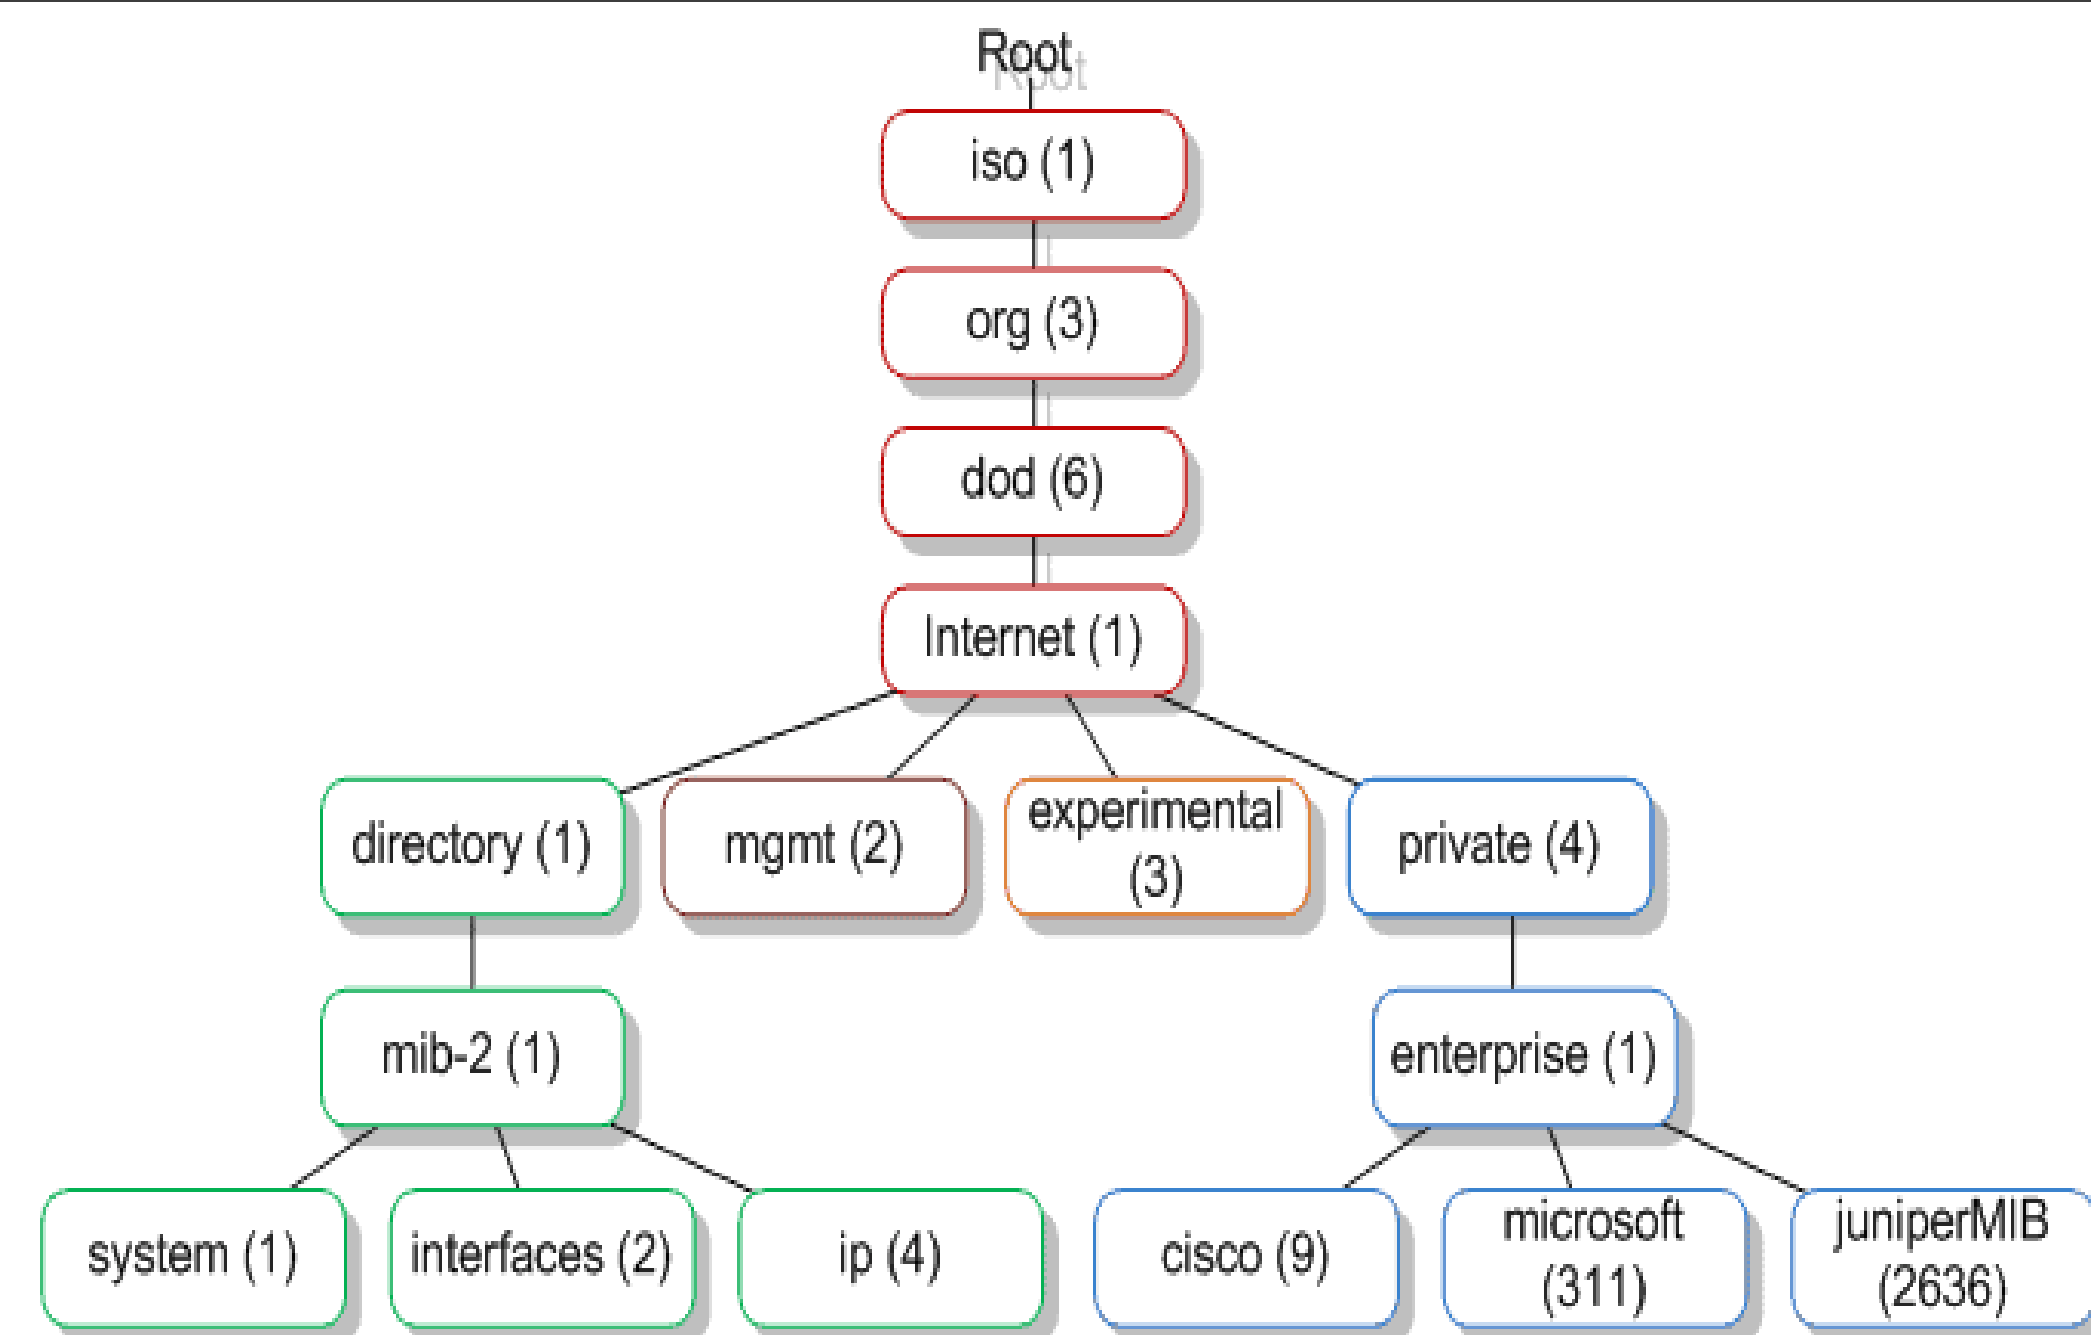 Root
iso (1)
org (3)
dod (6)
Internet (1)
directory (1)
mgmt (2)
experimental
(3)
private (4)
mib-2 (1)
enterprise (1)
system (1)
interfaces (2)
ip (4)
cisco (9)
microsoft
(311)
juniperMIB
(2636)